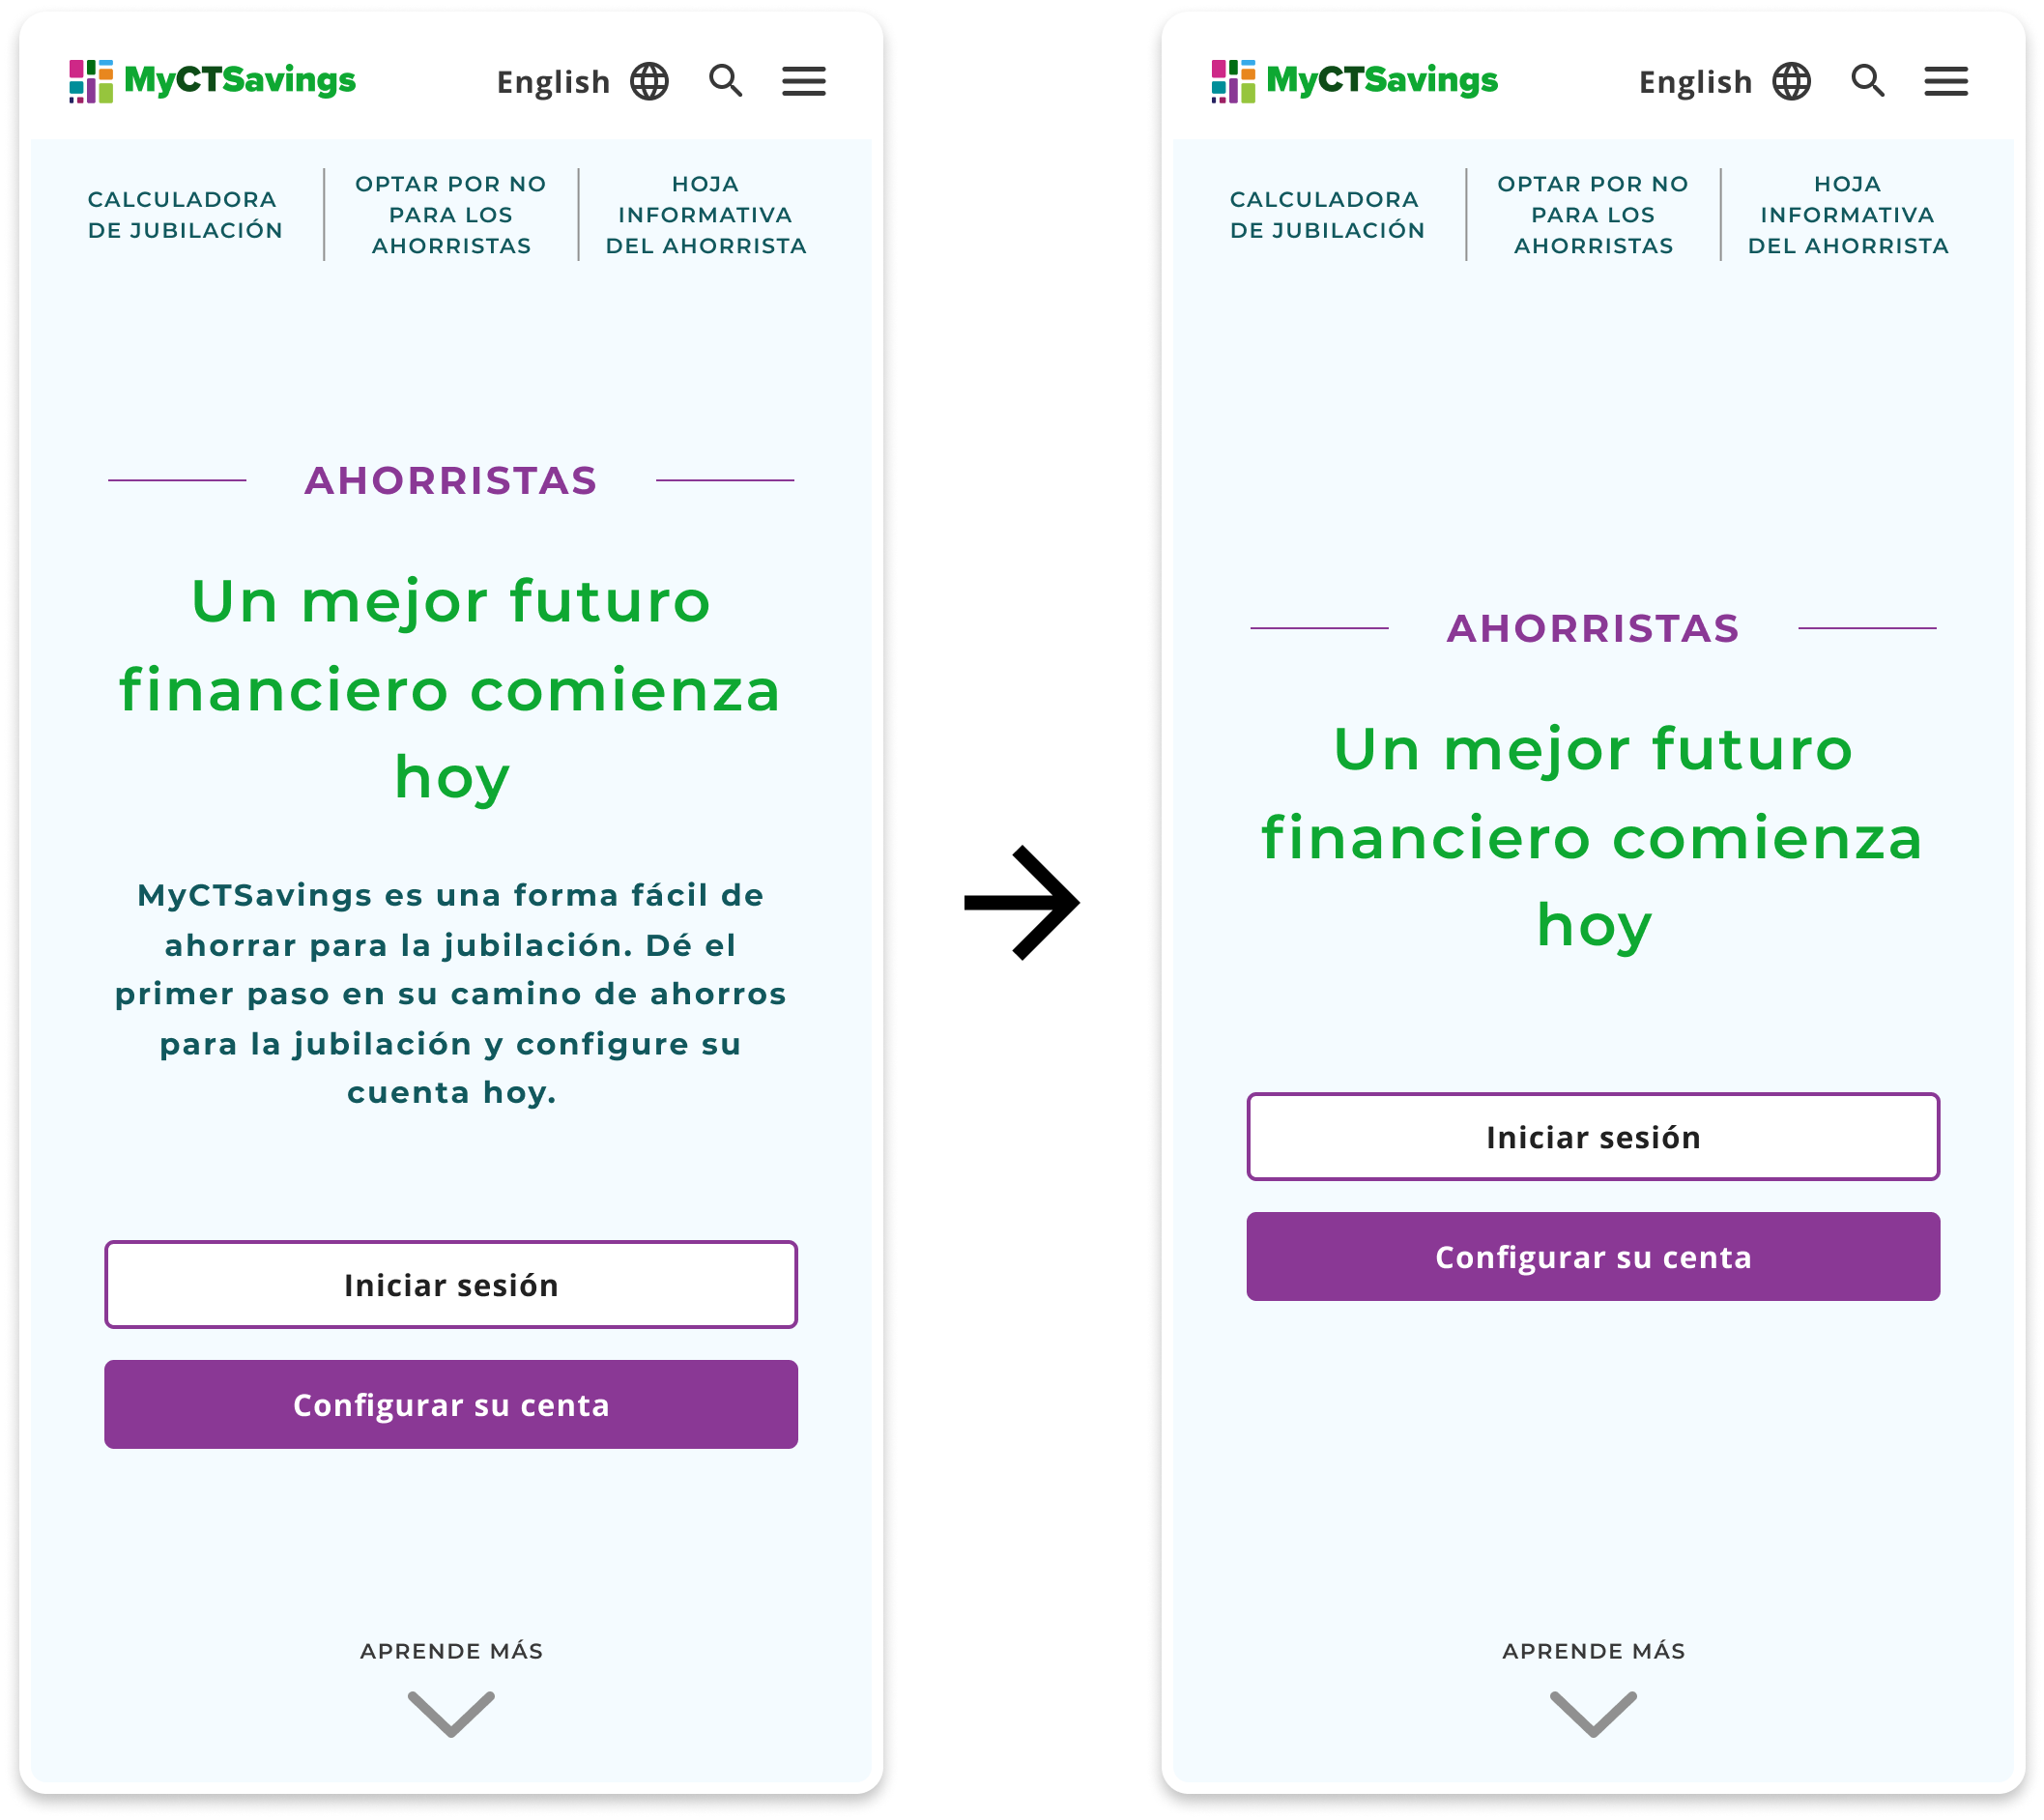 MyCTSavings English
CALCULADORA
DE JUBILACIÓN
OPTAR POR NO
PARA LOS
AHORRISTAS
HOJA
INFORMATIVA
DEL AHORRISTA
AHORRISTAS
Un mejor futuro
financiero comienza
hoy
MyCTSavings es una forma fácil de
ahorrar para la jubilación. Dé el
primer paso en su camino de ahorros
para la jubilación y configure su
cuenta hoy.
Iniciar sesión
Configurar su centa
APRENDE MÁS
MyCTSavings English
CALCULADORA
DE JUBILACIÓN
OPTAR POR NO
PARA LOS
AHORRISTAS
HOJA
INFORMATIVA
DEL AHORRISTA
AHORRISTAS
Un mejor futuro
financiero comienza
hoy
Iniciar sesión
Configurar su centa
APRENDE MÁS